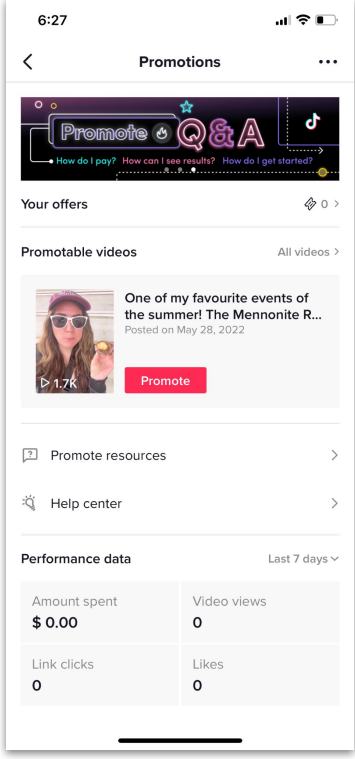 6:27
Promotions
Promote Q&A
How do I pay? How can I see results? How do I get started?
Your offers 0
Promotable videos All videos
One of my favourite events of
the summer! The Mennonite R...
Posted on May 28, 2022
1.7K
Promote
Promote resources
Help center
Performance data Last 7 days
Amount spent Video views
$ 0.00 0
Link clicks Likes
0 0